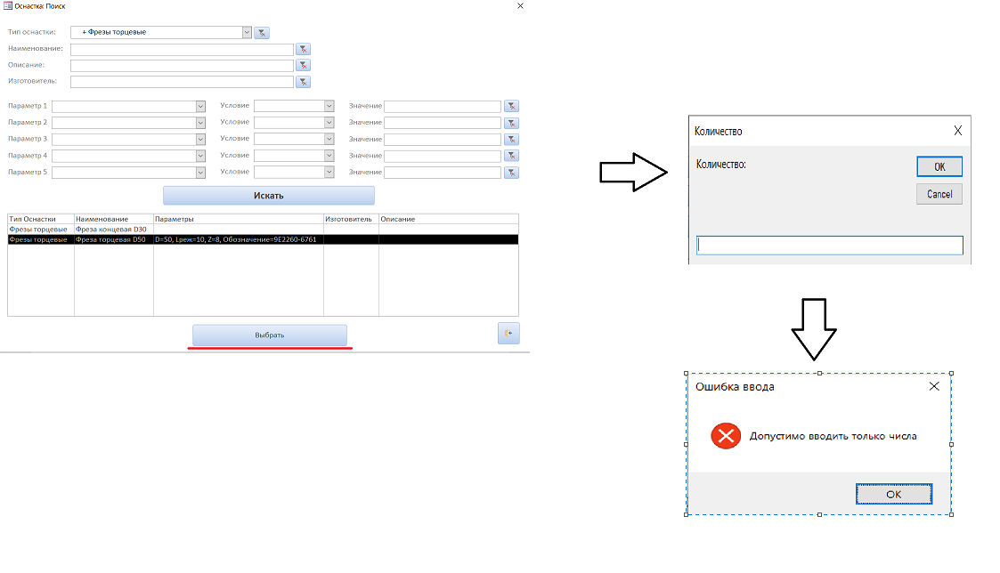 Оснастка: Поиск
Тип оснастки: + Фрезы торцевые
Наименование:
Описание:
Изготовитель:
Параметр 1 Условие Значение
Параметр 2 Условие Значение
Параметр 3 Условие Значение
Параметр 4 Условие Значение
Параметр 5 Условие Значение
Искать
Тип Оснастки Наименование Параметры Изготовитель Описание
Фрезы торцевые Фреза концевая D30
Фрезы торцевые Фреза торцевая D50 D=50, Lреж=10, Z=8, Обозначение=9E2260-6761
Выбрать
Количество
Количество:
OK
Cancel
Ошибка ввода
Допустимо вводить только числа
OK